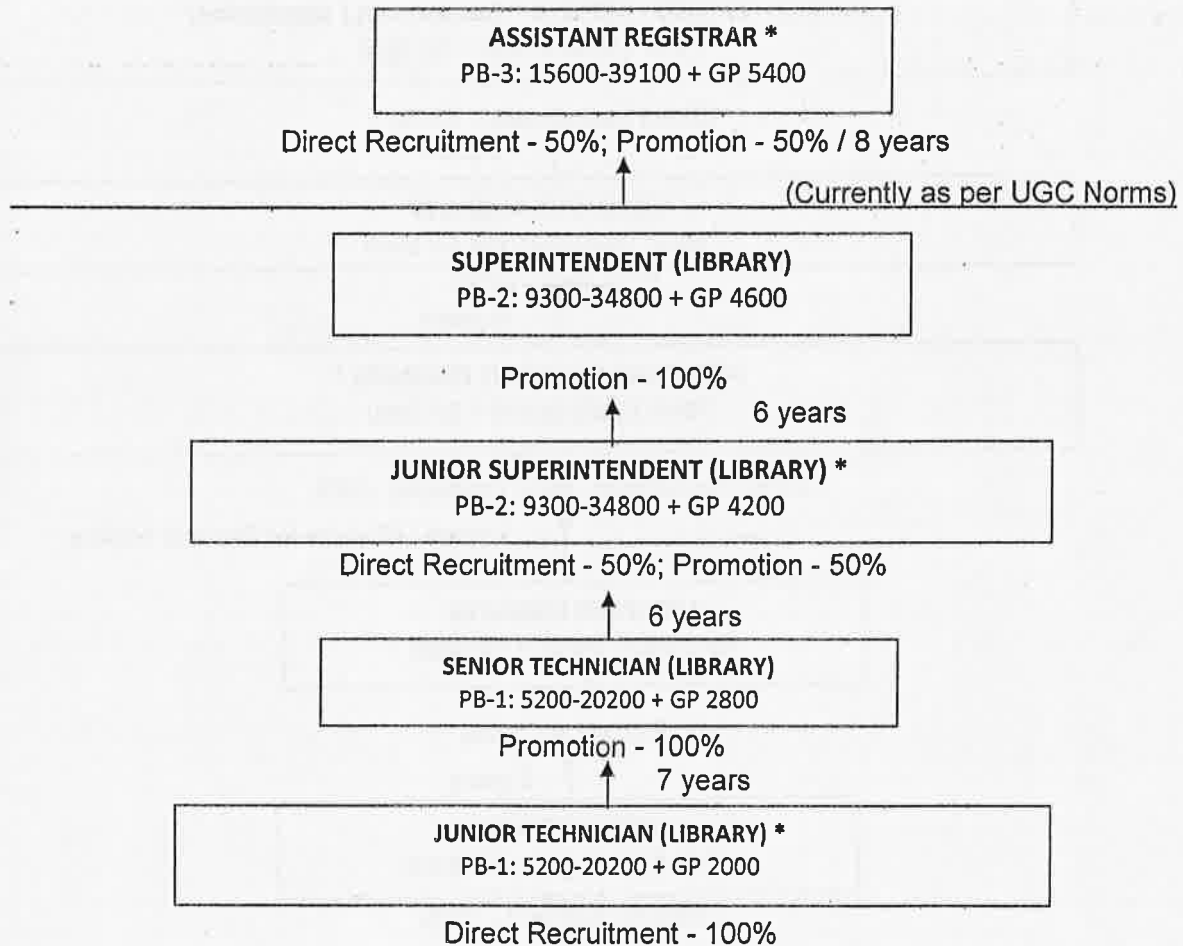 ASSISTANT REGISTRAR *
PB-3: 15600-39100 + GP 5400
Direct Recruitment - 50%; Promotion - 50% / 8 years
(Currently as per UGC Norms)
SUPERINTENDENT (LIBRARY)
PB-2: 9300-34800 + GP 4600
Promotion - 100%
6 years
JUNIOR SUPERINTENDENT (LIBRARY) *
PB-2: 9300-34800 + GP 4200
Direct Recruitment - 50%; Promotion - 50%
6 years
SENIOR TECHNICIAN (LIBRARY)
PB-1: 5200-20200 + GP 2800
Promotion - 100%
7 years
JUNIOR TECHNICIAN (LIBRARY) *
PB-1: 5200-20200 + GP 2000
Direct Recruitment - 100%